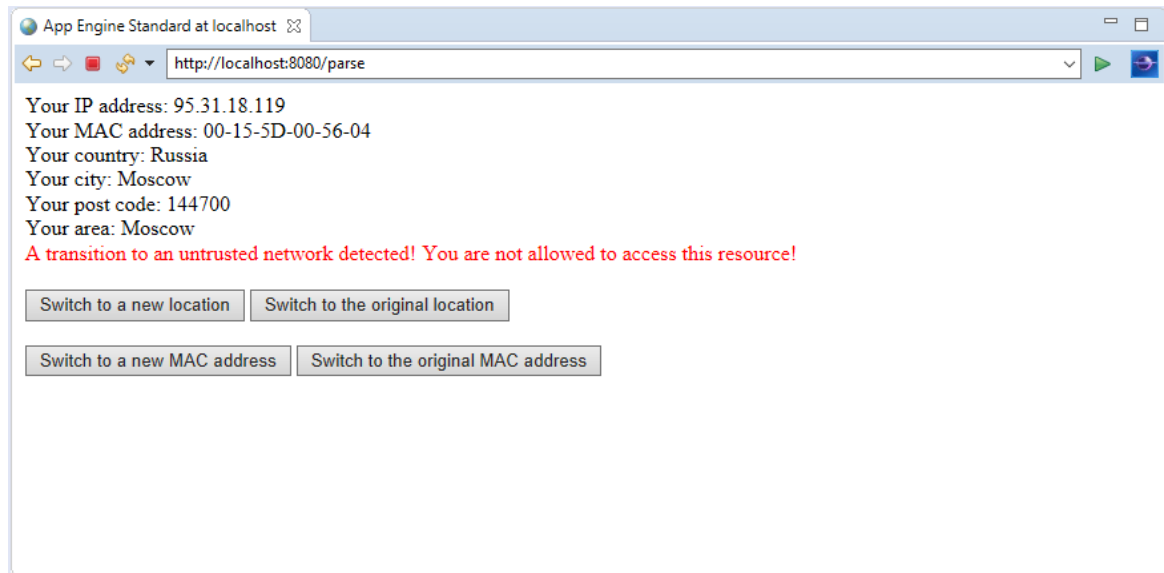 App Engine Standard at localhost
http://localhost:8080/parse
Your IP address: 95.31.18.119
Your MAC address: 00-15-5D-00-56-04
Your country: Russia
Your city: Moscow
Your post code: 144700
Your area: Moscow
A transition to an untrusted network detected! You are not allowed to access this resource!
Switch to a new location Switch to the original location
Switch to a new MAC address Switch to the original MAC address